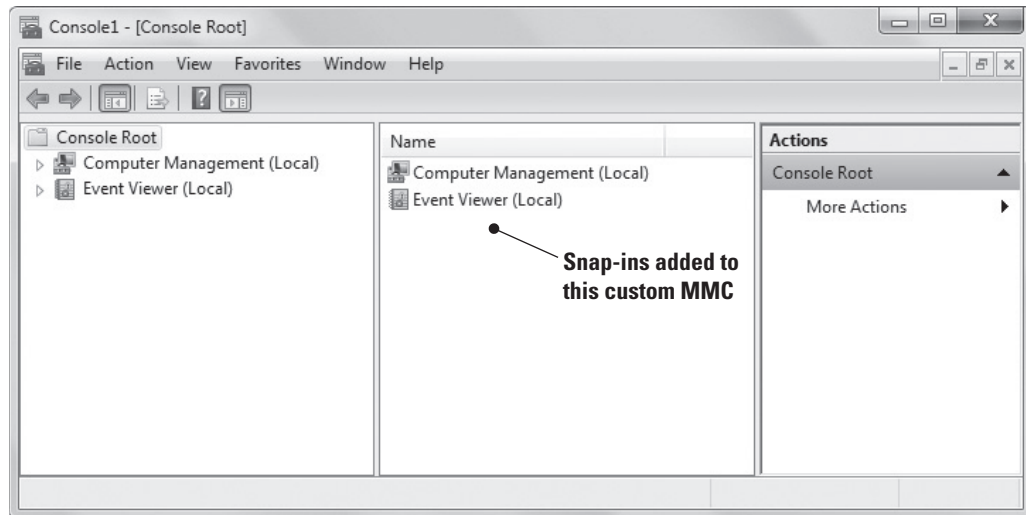 Console1 - [Console Root]
File Action View Favorites Window Help
Console Root
Computer Management (Local)
Event Viewer (Local)
Name
Computer Management (Local)
Event Viewer (Local)
Snap-ins added to
this custom MMC
Actions
Console Root
More Actions